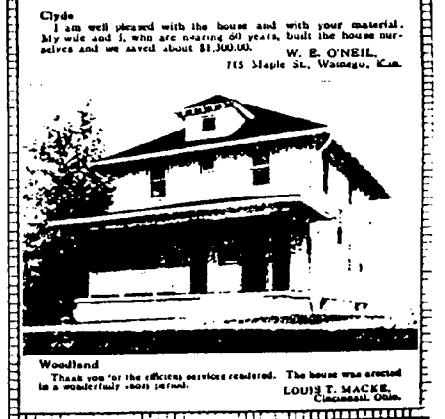 Clyde
I am well pleased with the house and with your material.
My wife and I, who are nearing 60 years, built the house our-
selves and we saved about $1,300.00.
W. E. O'NEIL,
715 Maple St., Wamego, Kan.
Woodland
Thank you for the efficient services rendered. The house was erected
in a wonderfully short period.
LOUIS T. MACKE,
Cincinnati, Ohio.